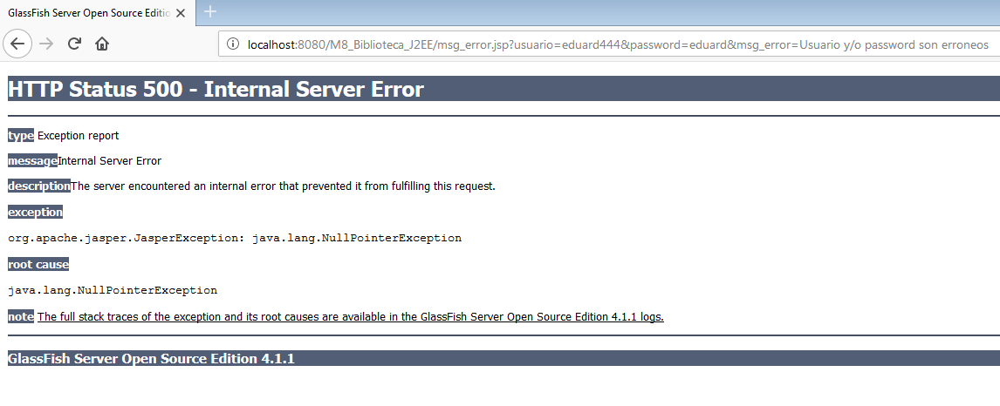 GlassFish Server Open Source Editio
localhost:8080/M8_Biblioteca_J2EE/msg_error.jsp?usuario=eduard444&password=eduard&msg_error=Usuario y/o password son erroneos
HTTP Status 500 - Internal Server Error
type Exception report
messageInternal Server Error
descriptionThe server encountered an internal error that prevented it from fulfilling this request.
exception
org.apache.jasper.JasperException: java.lang.NullPointerException
root cause
java.lang.NullPointerException
note The full stack traces of the exception and its root causes are available in the GlassFish Server Open Source Edition 4.1.1 logs.
GlassFish Server Open Source Edition 4.1.1